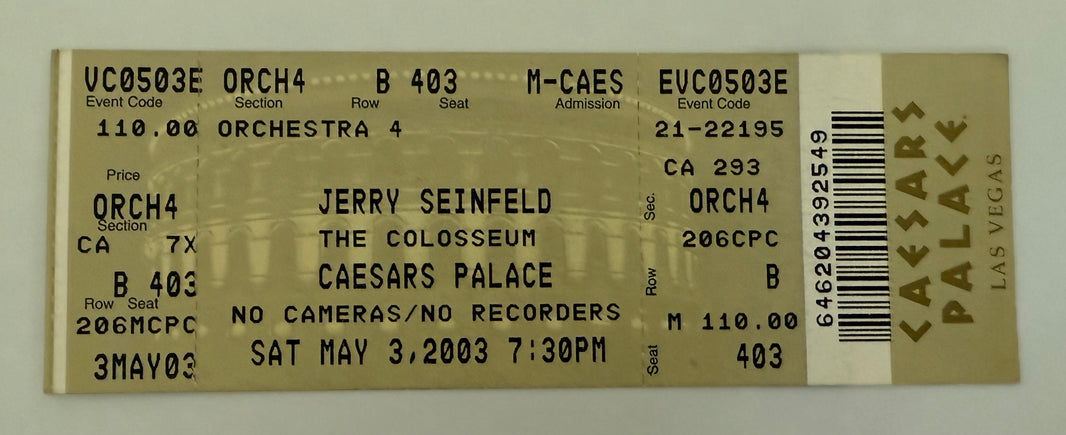 VC0503E ORCH4 B 403 M-CAES EVC0503E
Event Code Section Row Seat Admission Event Code
110.00 ORCHESTRA 4 21-22195
Price CA 293
ORCH4 JERRY SEINFELD Sec. ORCH4
Section
CA 7X THE COLOSSEUM 206CPC
B 403 CAESARS PALACE Row B
Row Seat
206MCPC NO CAMERAS/NO RECORDERS M 110.00
3MAY03 SAT MAY 3,2003 7:30PM Seat 403
646204392549
CAESARS
PALACE
LAS VEGAS